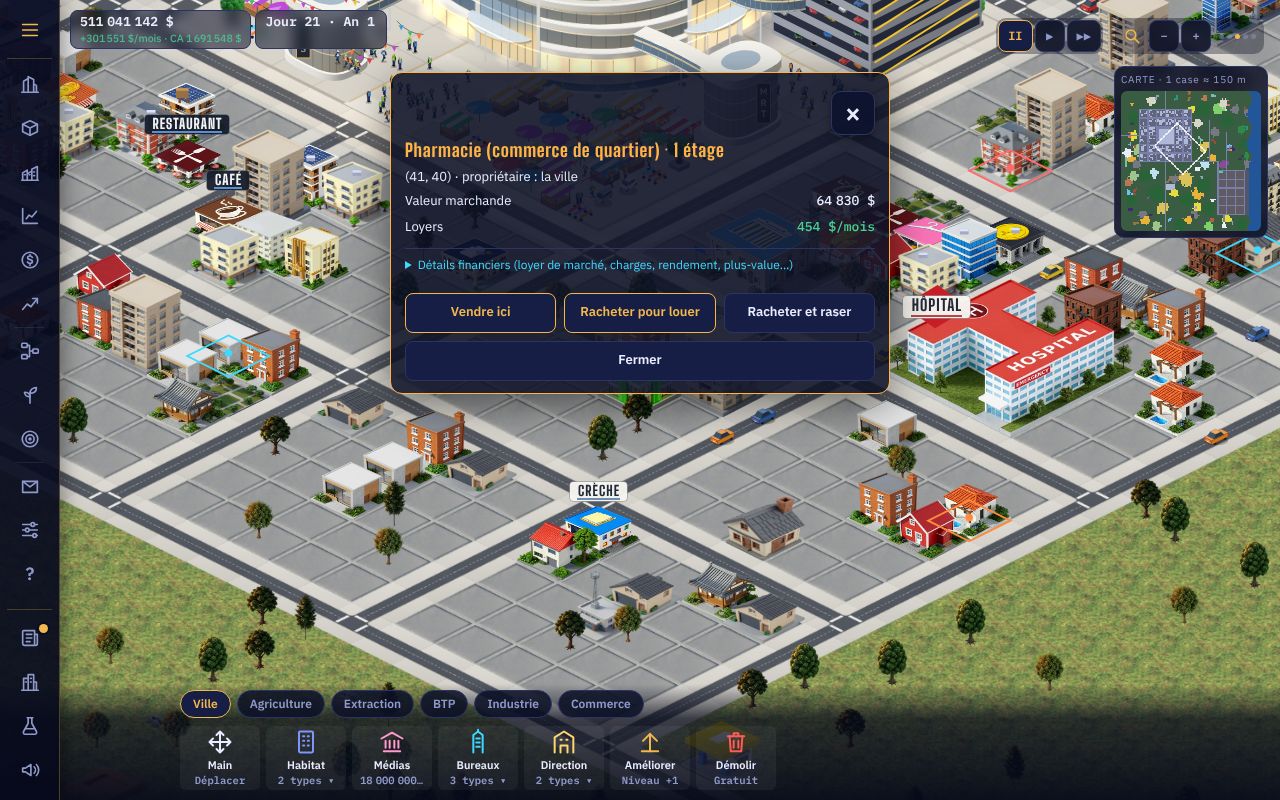 511 041 142 $
+301 551 $/mois · CA 1 691 548 $
Jour 21 · An 1
II
CARTE · 1 case ≈ 150 m
RESTAURANT
CAFÉ
MRT
Pharmacie (commerce de quartier) · 1 étage
(41, 40) · propriétaire : la ville
Valeur marchande
64 830 $
Loyers
454 $/mois
Détails financiers (loyer de marché, charges, rendement, plus-value…)
Vendre ici
Racheter pour louer
Racheter et raser
Fermer
HÔPITAL
H
HOSPITAL
EMERGENCY
CRÈCHE
?
Ville
Agriculture
Extraction
BTP
Industrie
Commerce
Main
Déplacer
Habitat
2 types ▾
Médias
18 000 000…
Bureaux
3 types ▾
Direction
2 types ▾
Améliorer
Niveau +1
Démolir
Gratuit